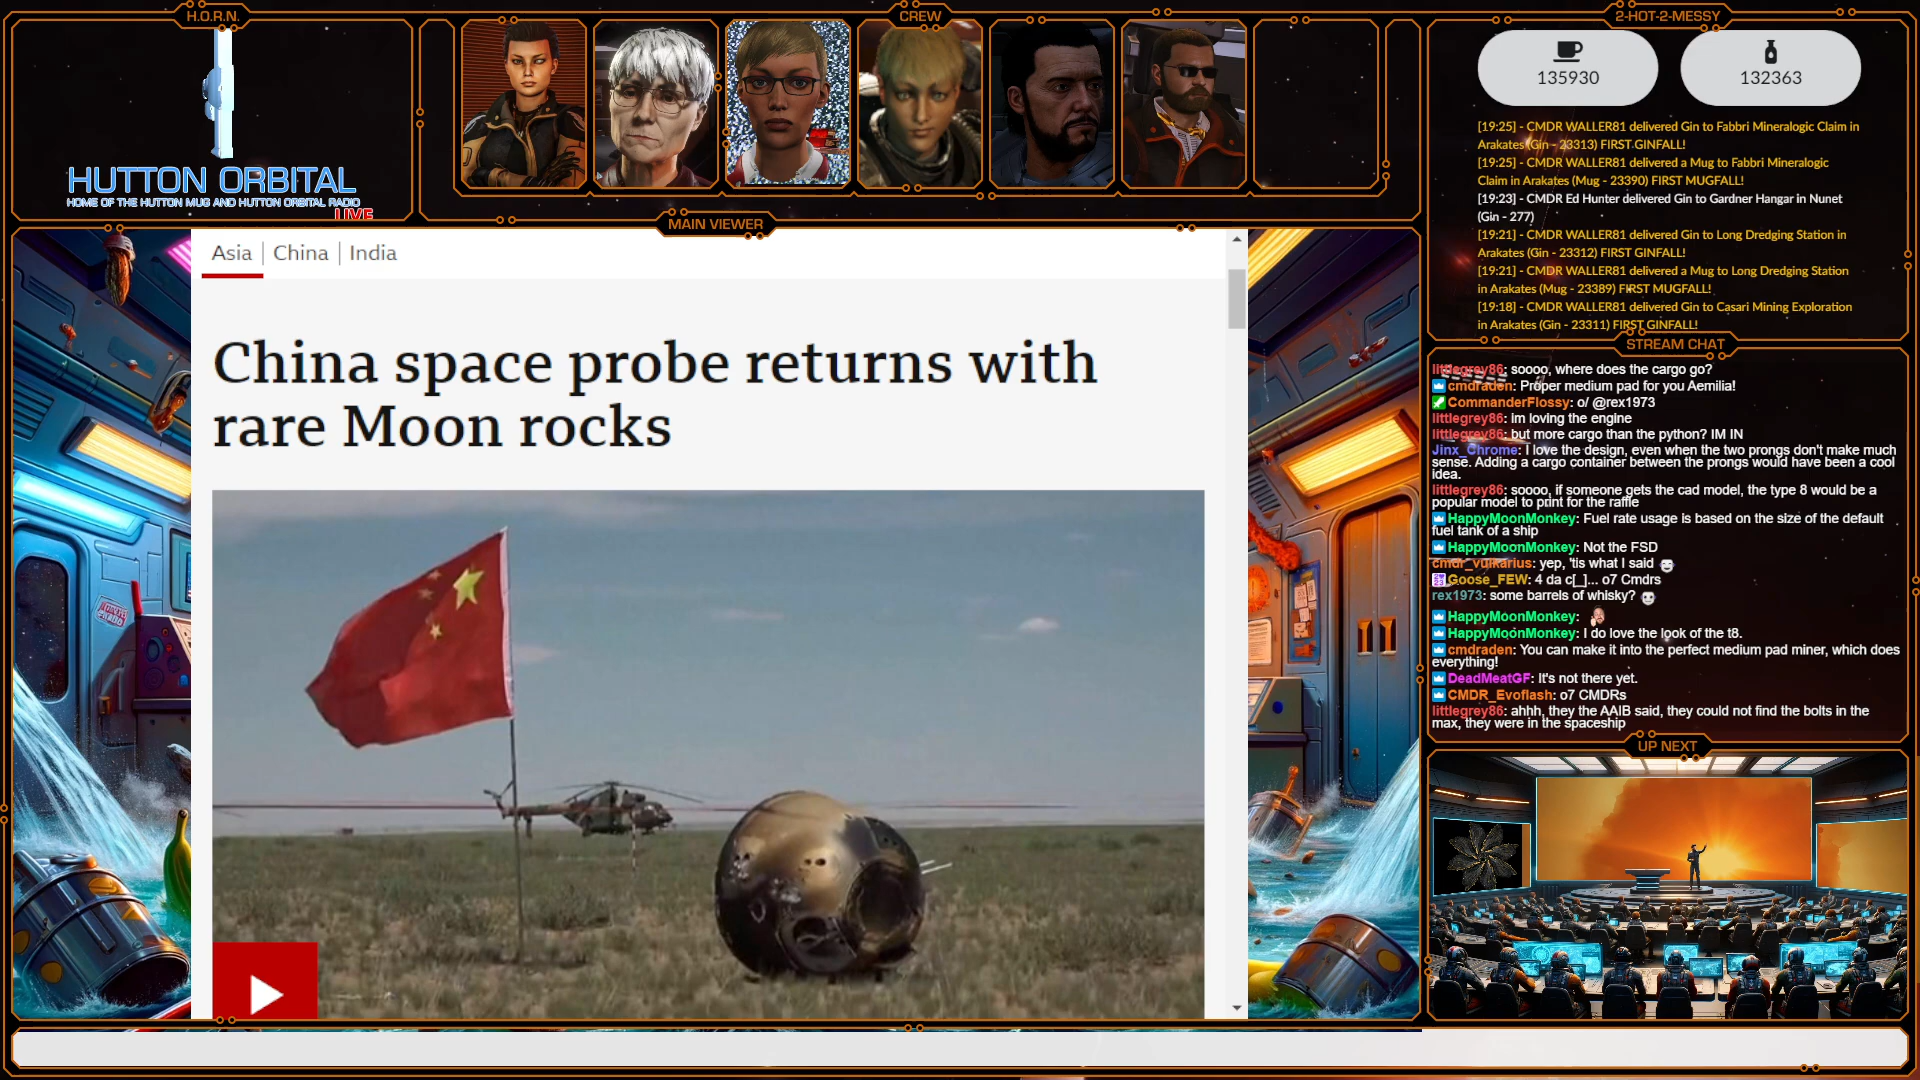 H.O.R.N.
HUTTON ORBITAL
HOME OF THE HUTTON MUG AND HUTTON ORBITAL RADIO
LIVE
CREW
2-HOT-2-MESSY
135930
132363
[19:25] - CMDR WALLER81 delivered Gin to Fabbri Mineralogic Claim in
Arakates (Gin - 23313) FIRST GINFALL!
[19:25] - CMDR WALLER81 delivered a Mug to Fabbri Mineralogic
Claim in Arakates (Mug - 23390) FIRST MUGFALL!
[19:23] - CMDR Ed Hunter delivered Gin to Gardner Hangar in Nunet
(Gin - 277)
[19:21] - CMDR WALLER81 delivered Gin to Long Dredging Station in
Arakates (Gin - 23312) FIRST GINFALL!
[19:21] - CMDR WALLER81 delivered a Mug to Long Dredging Station
in Arakates (Mug - 23389) FIRST MUGFALL!
[19:18] - CMDR WALLER81 delivered Gin to Casari Mining Exploration
in Arakates (Gin - 23311) FIRST GINFALL!
MAIN VIEWER
Asia | China | India
China space probe returns with
rare Moon rocks
STREAM CHAT
littlegrey86: soooo, where does the cargo go?
cmdraden: Proper medium pad for you Aemilia!
CommanderFlossy: o/ @rex1973
littlegrey86: im loving the engine
littlegrey86: but more cargo than the python? IM IN
Jinx_Chrome: I love the design, even when the two prongs don't make much
sense. Adding a cargo container between the prongs would have been a cool
idea.
littlegrey86: soooo, if someone gets the cad model, the type 8 would be a
popular model to print for the raffle
HappyMoonMonkey: Fuel rate usage is based on the size of the default
fuel tank of a ship
HappyMoonMonkey: Not the FSD
cmdr_vulkarius: yep, 'tis what I said
Goose_FEW: 4 da c[_]... o7 Cmdrs
rex1973: some barrels of whisky?
HappyMoonMonkey:
HappyMoonMonkey: I do love the look of the t8.
cmdraden: You can make it into the perfect medium pad miner, which does
everything!
DeadMeatGF: It's not there yet.
CMDR_Evoflash: o7 CMDRs
littlegrey86: ahhh, they the AAIB said, they could not find the bolts in the
max, they were in the spaceship
UP NEXT